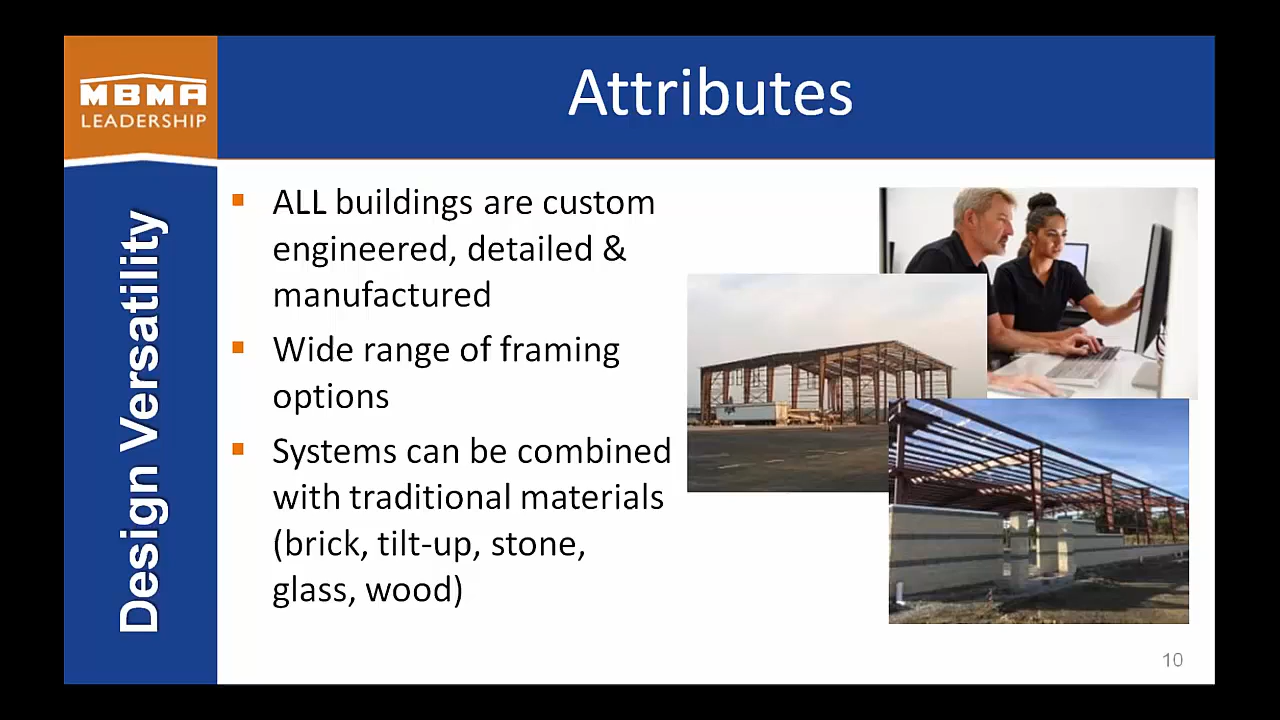 MBMA
LEADERSHIP
Attributes
Design Versatility
ALL buildings are custom
engineered, detailed &
manufactured
Wide range of framing
options
Systems can be combined
with traditional materials
(brick, tilt-up, stone,
glass, wood)
10